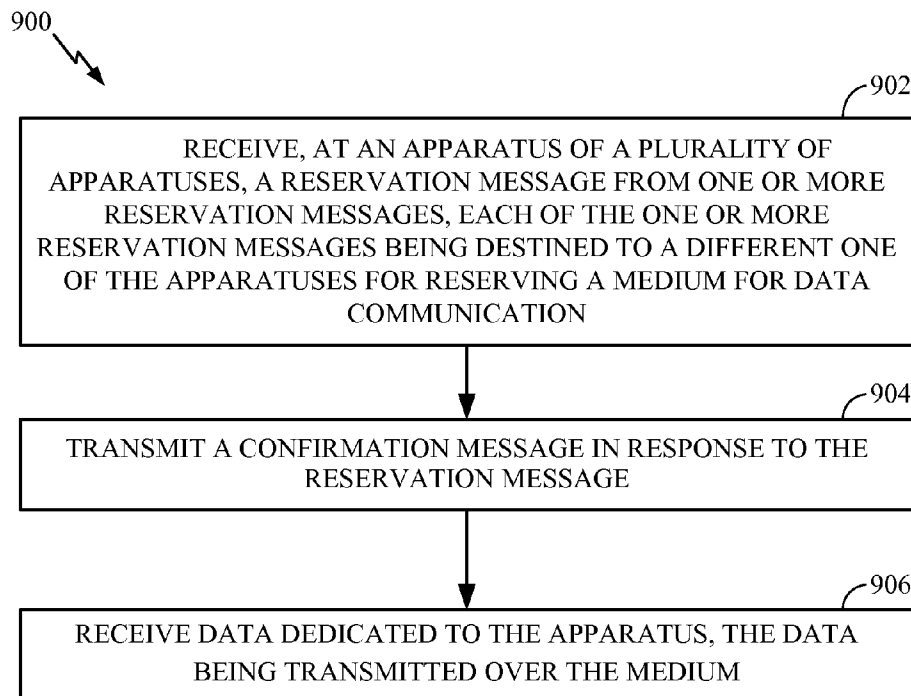 900
902
RECEIVE, AT AN APPARATUS OF A PLURALITY OF
APPARATUSES, A RESERVATION MESSAGE FROM ONE OR MORE
RESERVATION MESSAGES, EACH OF THE ONE OR MORE
RESERVATION MESSAGES BEING DESTINED TO A DIFFERENT ONE
OF THE APPARATUSES FOR RESERVING A MEDIUM FOR DATA
COMMUNICATION
904
TRANSMIT A CONFIRMATION MESSAGE IN RESPONSE TO THE
RESERVATION MESSAGE
906
RECEIVE DATA DEDICATED TO THE APPARATUS, THE DATA
BEING TRANSMITTED OVER THE MEDIUM